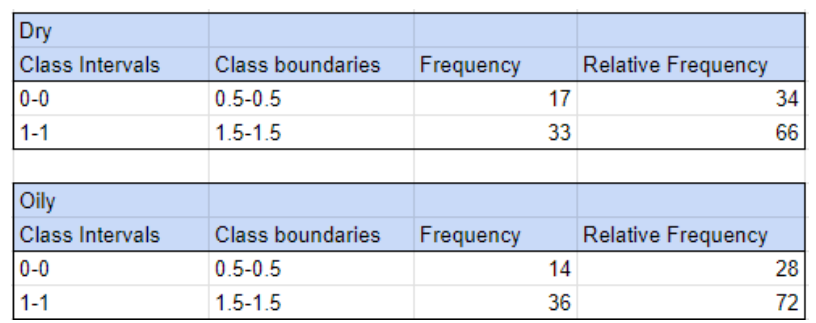 Dry
Class Intervals Class boundaries Frequency Relative Frequency
0-0 0.5-0.5 17 34
1-1 1.5-1.5 33 66
Oily
Class Intervals Class boundaries Frequency Relative Frequency
0-0 0.5-0.5 14 28
1-1 1.5-1.5 36 72